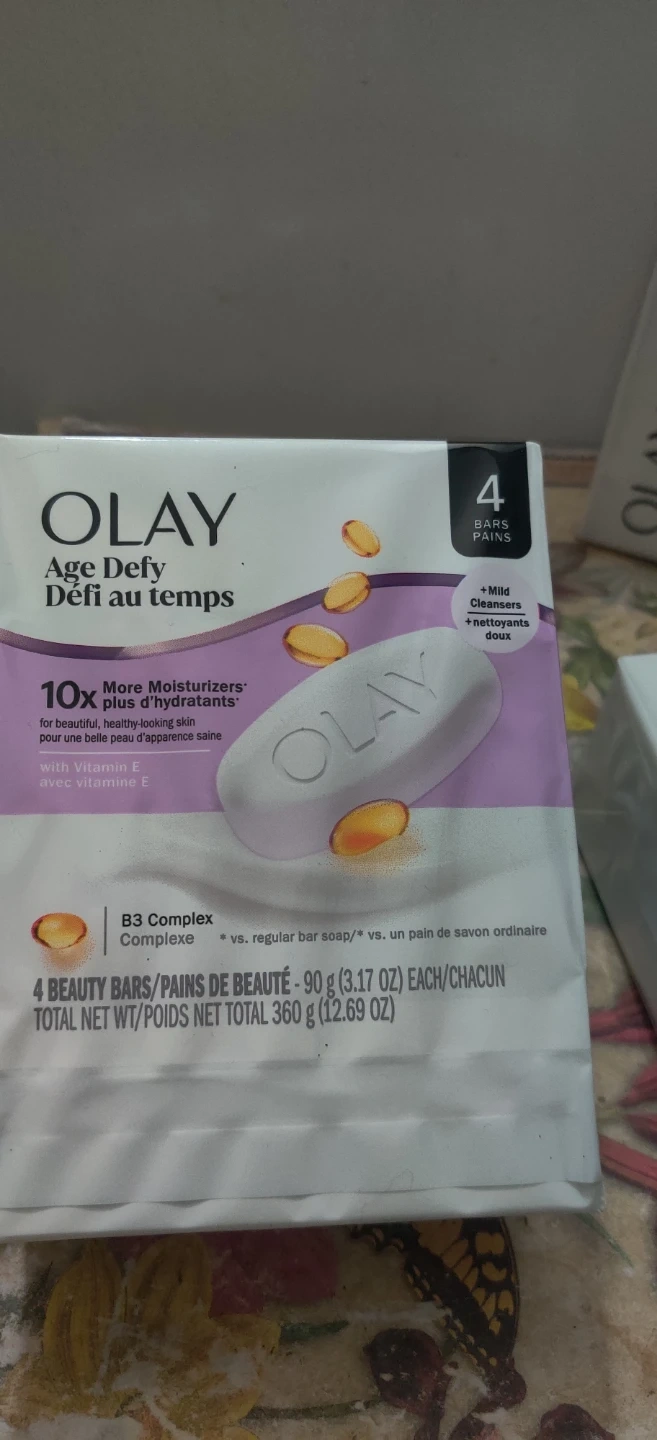 OLAY
Age Defy
Défi au temps
4
BARS
PAINS
+Mild
Cleansers
+nettoyants
doux
10x More Moisturizers*
plus d'hydratants*
for beautiful, healthy-looking skin
pour une belle peau d'apparence saine
with Vitamin E
avec vitamine E
OLAY
B3 Complex
Complexe
* vs. regular bar soap/* vs. un pain de savon ordinaire
4 BEAUTY BARS/PAINS DE BEAUTÉ - 90 g (3.17 OZ) EACH/CHACUN
TOTAL NET WT/POIDS NET TOTAL 360 g (12.69 OZ)